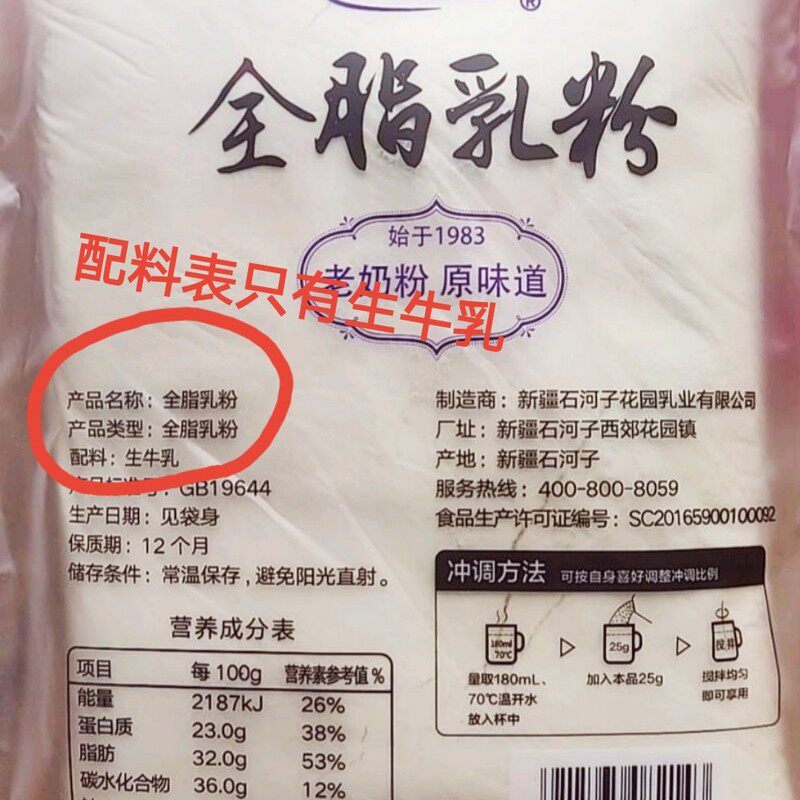 ®
全脂乳粉
始于1983
老奶粉 原味道
配料表只有生牛乳
产品名称：全脂乳粉
产品类型：全脂乳粉
配料：生牛乳
产品标准号：GB19644
生产日期：见袋身
保质期：12个月
储存条件：常温保存，避免阳光直射。
制造商：新疆石河子花园乳业有限公司
厂址：新疆石河子西郊花园镇
产地：新疆石河子
服务热线：400-800-8059
食品生产许可证编号：SC20165900100092
冲调方法 可按自身喜好调整冲调比例
180ml
70℃
25g
搅拌
量取180mL、
70℃温开水
放入杯中
加入本品25g
搅拌均匀
即可享用
营养成分表
项目 每100g 营养素参考值%
能量 2187kJ 26%
蛋白质 23.0g 38%
脂肪 32.0g 53%
碳水化合物 36.0g 12%